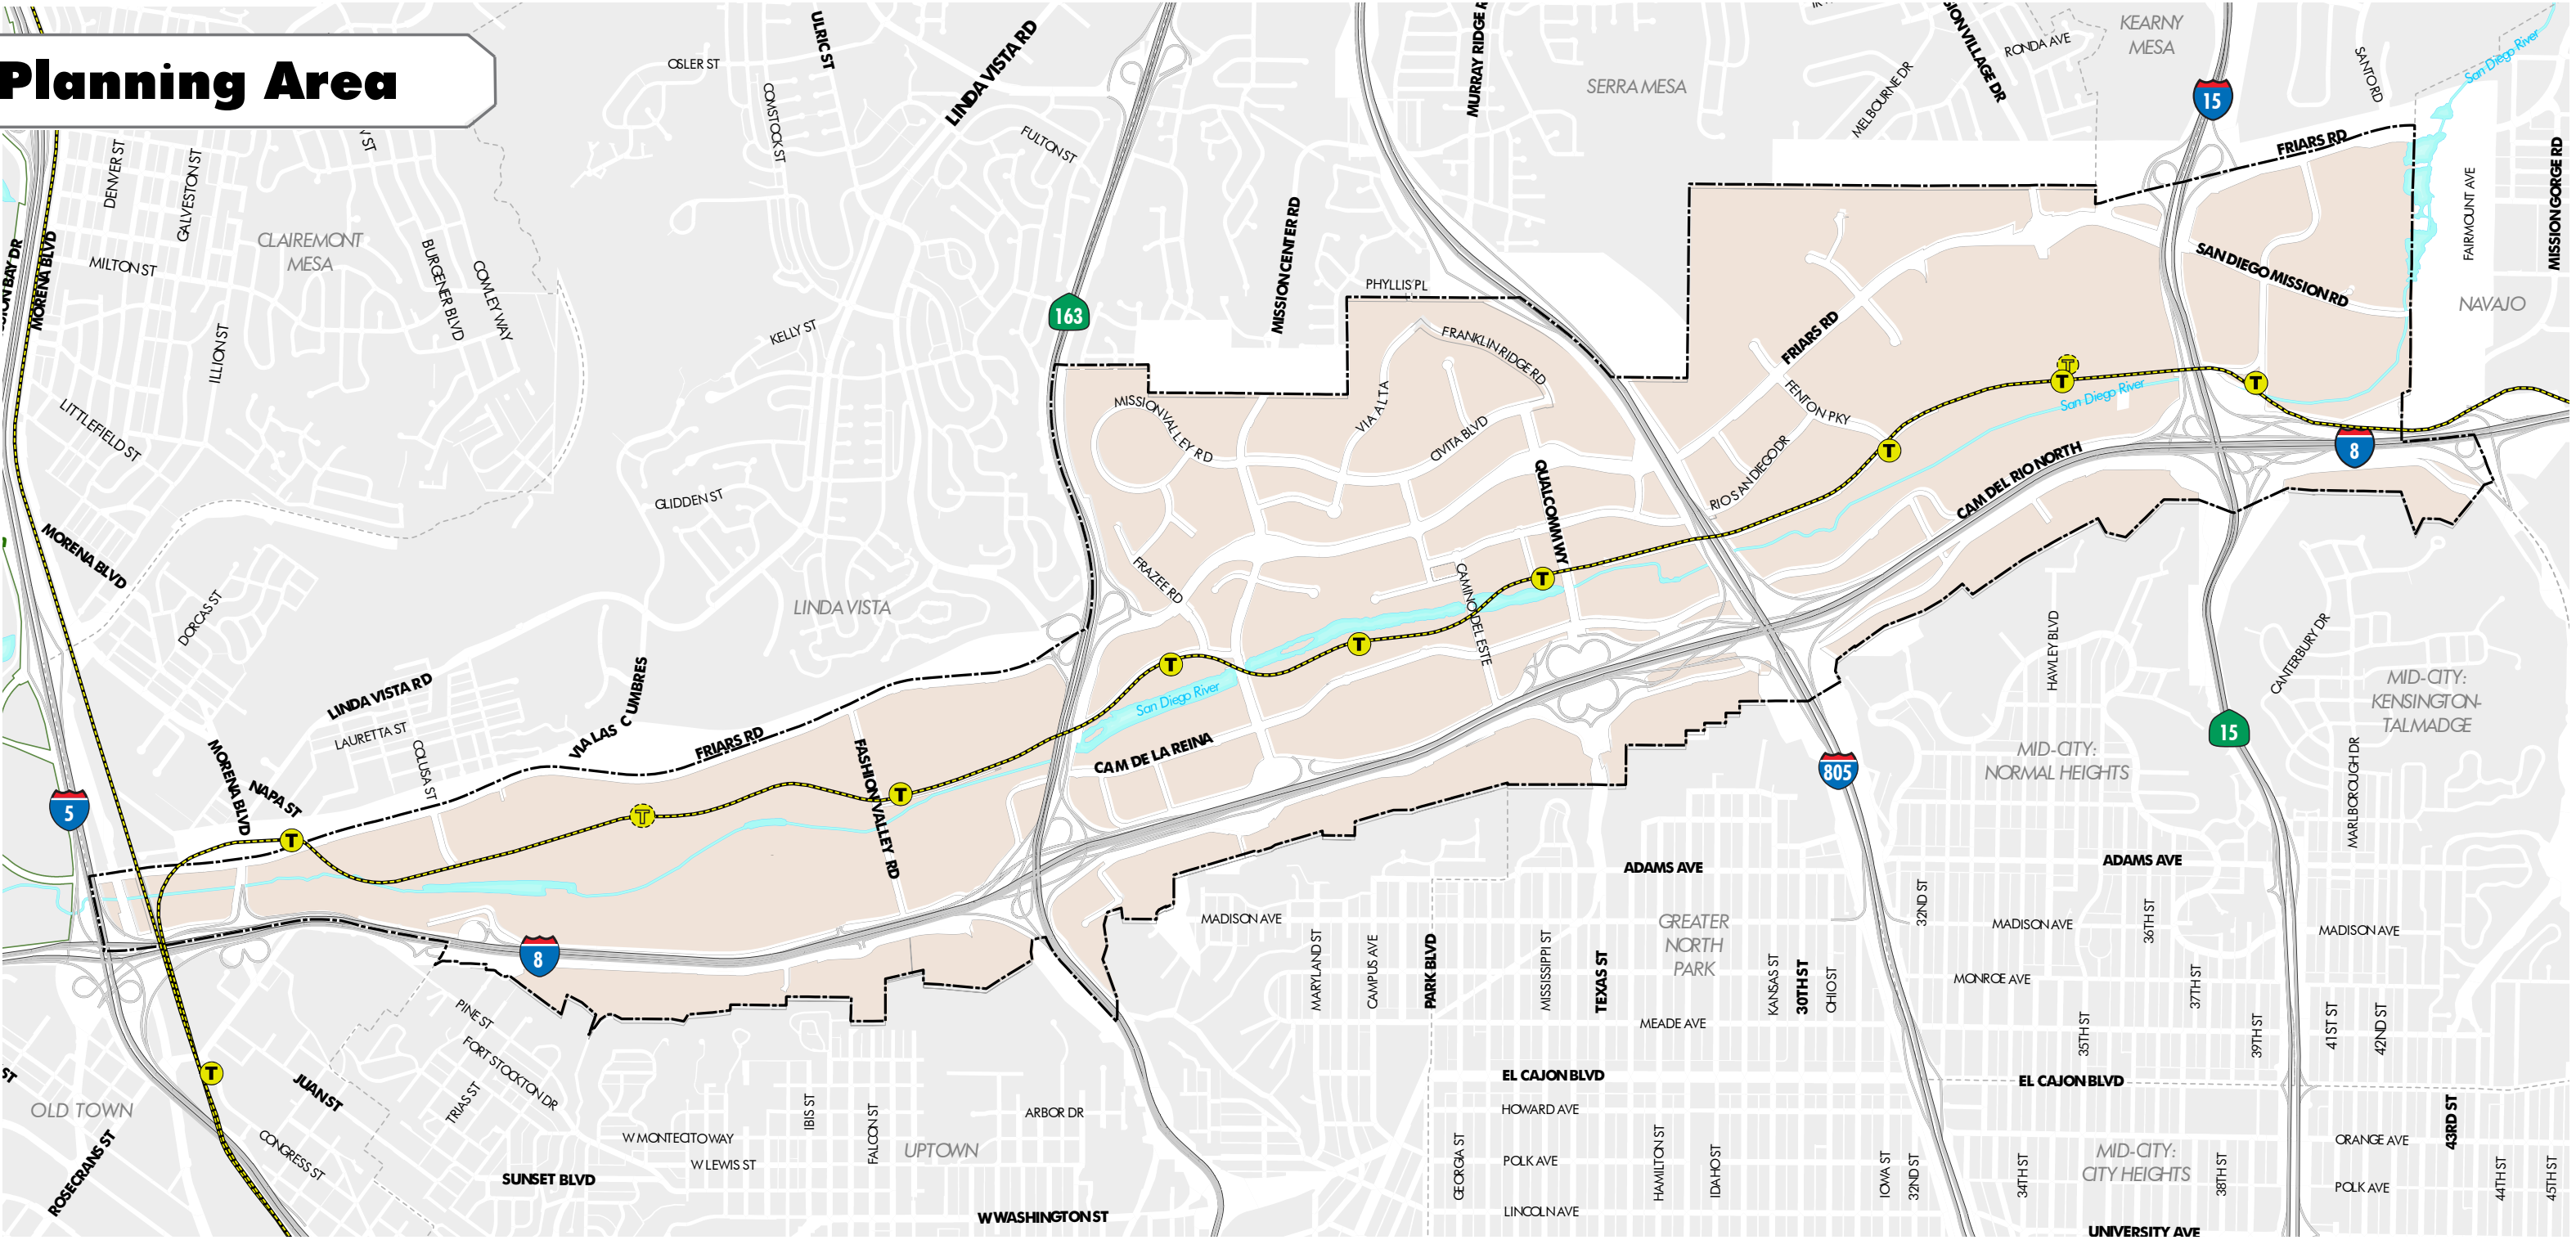 Planning Area
OSLER ST
COMSTOCK ST
ULRIC ST
LINDA VISTA RD
FULTON ST
MURRAY RIDGE R
SERRA MESA
MELBOURNE DR
RONDA AVE
KEARNY
MESA
15
SANTO RD
San Diego River
FRIARS RD
FAIRMOUNT AVE
MISSION GORGE RD
DENVER ST
GALVESTON ST
CLAIREMONT
MESA
MILTON ST
MORENA BLVD
BURGENER BLVD
COWLEY WAY
ILLION ST
KELLY ST
163
MISSION CENTER RD
PHYLLIS PL
FRANKLIN RIDGE RD
SAN DIEGO MISSION RD
NAVAJO
FRIARS RD
MISSION VALLEY RD
VIA ALTA
CIVITA BLVD
FENTON PKY
T
T
T
San Diego River
LITTLEFIELD ST
GLIDDEN ST
QUALCOMM WY
RIO SAN DIEGO DR
T
CAM DEL RIO NORTH
8
MORENA BLVD
DORCAS ST
LINDA VISTA
FRAZEE RD
CAMINO DEL ESTE
T
T
T
San Diego River
CAM DE LA REINA
LINDA VISTA RD
LAURETTA ST
COLUSA ST
VIA LAS CUMBRES
FRIARS RD
FASHION VALLEY RD
T
T
HAWLEY BLVD
CANTERBURY DR
MID-CITY:
KENSINGTON-
TALMADGE
15
MID-CITY:
NORMAL HEIGHTS
805
MARLBOROUGH DR
5
MORENA BLVD
NAPA ST
T
ADAMS AVE
ADAMS AVE
8
MADISON AVE
MARYLAND ST
CAMPUS AVE
PARK BLVD
MISSISSIPPI ST
TEXAS ST
GREATER
NORTH
PARK
KANSAS ST
30TH ST
OHIO ST
32ND ST
MADISON AVE
36TH ST
MADISON AVE
MONROE AVE
37TH ST
PINE ST
FORT STOCKTON DR
TRIAS ST
JUAN ST
T
OLD TOWN
CONGRESS ST
ROSECRANS ST
MEADE AVE
35TH ST
39TH ST
41ST ST
42ND ST
EL CAJON BLVD
EL CAJON BLVD
HOWARD AVE
IBIS ST
FALCON ST
ARBOR DR
W MONTECITO WAY
W LEWIS ST
UPTOWN
SUNSET BLVD
W WASHINGTON ST
GEORGIA ST
POLK AVE
HAMILTON ST
IDAHO ST
IOWA ST
32ND ST
LINCOLN AVE
34TH ST
MID-CITY:
CITY HEIGHTS
38TH ST
ORANGE AVE
43RD ST
POLK AVE
44TH ST
45TH ST
UNIVERSITY AVE